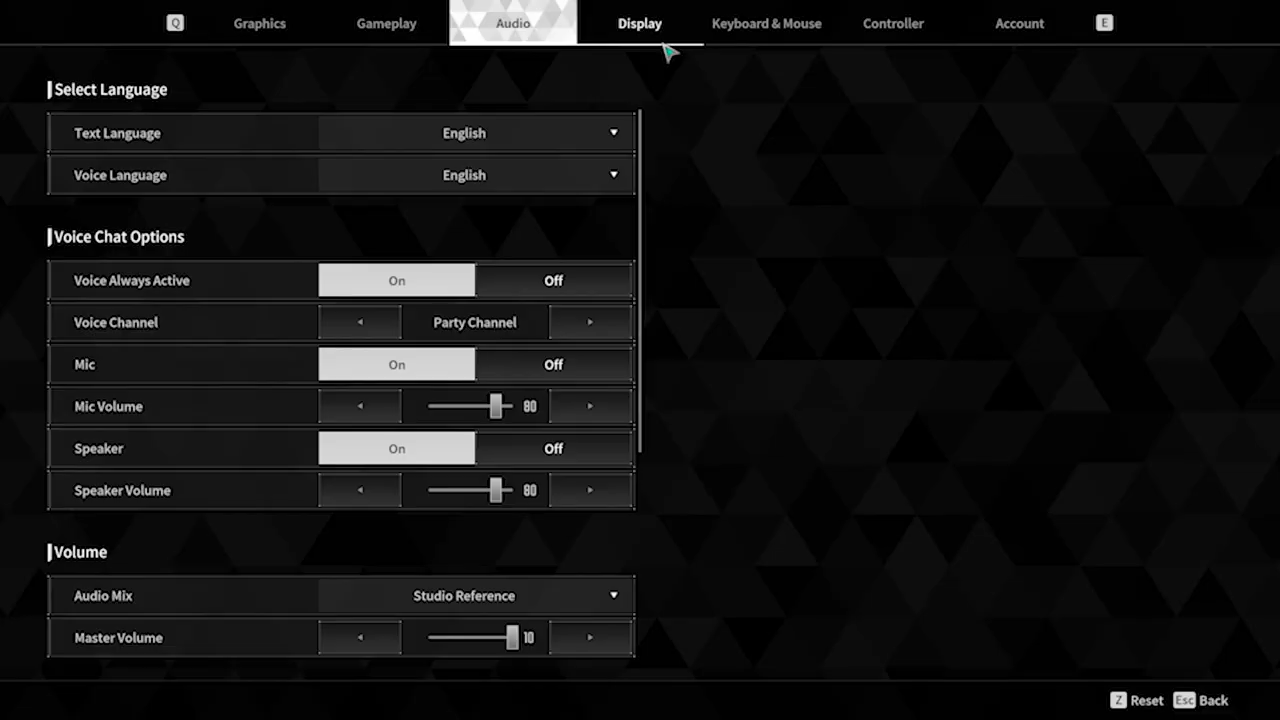 Q Graphics Gameplay Audio Display Keyboard & Mouse Controller Account E
Select Language
Text Language English
Voice Language English
Voice Chat Options
Voice Always Active On Off
Voice Channel Party Channel
Mic On Off
Mic Volume 80
Speaker On Off
Speaker Volume 80
Volume
Audio Mix Studio Reference
Master Volume 10
Z Reset Esc Back